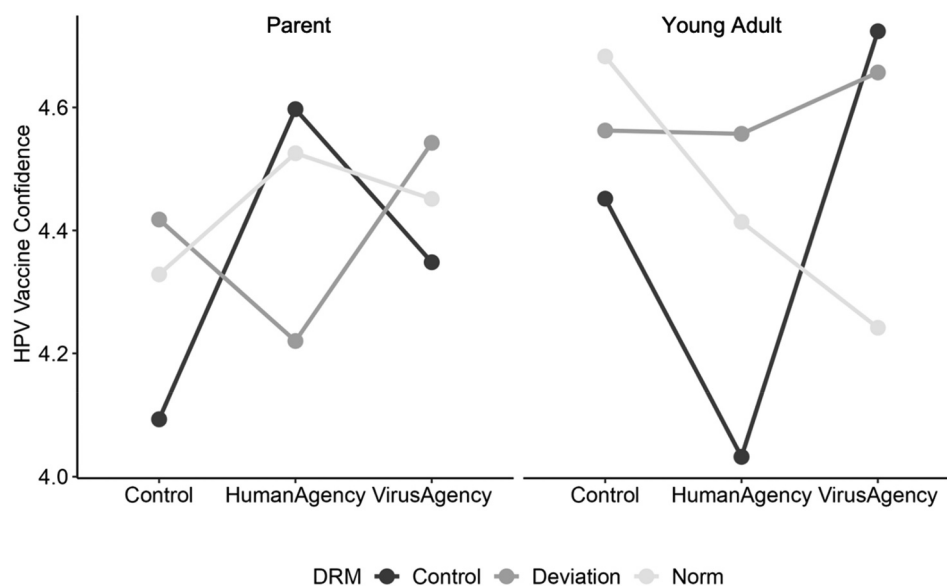 Parent Young Adult
HPV Vaccine Confidence
4.6
4.4
4.2
4.0
Control HumanAgency VirusAgency Control HumanAgency VirusAgency
DRM Control Deviation Norm